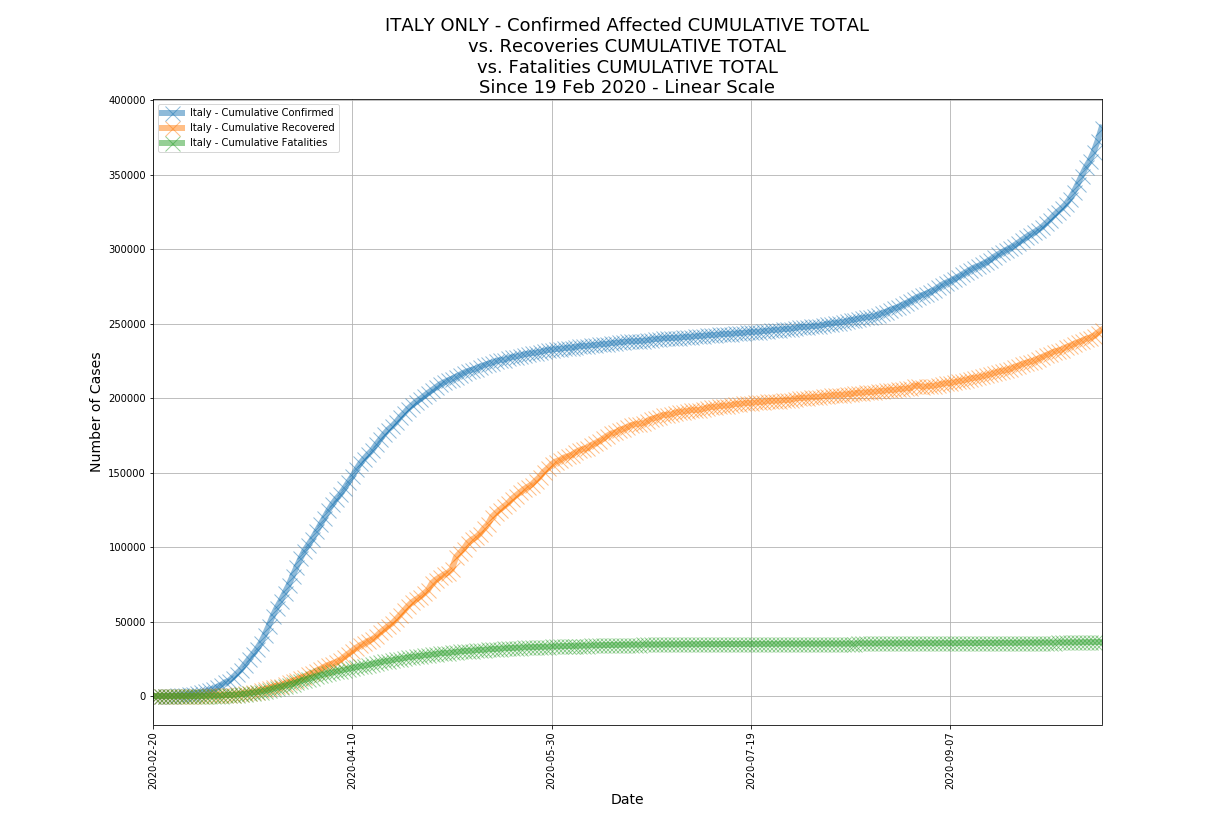 ITALY ONLY - Confirmed Affected CUMULATIVE TOTAL
vs. Recoveries CUMULATIVE TOTAL
vs. Fatalities CUMULATIVE TOTAL
Since 19 Feb 2020 - Linear Scale
Italy - Cumulative Confirmed
Italy - Cumulative Recovered
Italy - Cumulative Fatalities
Number of Cases
400000
350000
300000
250000
200000
150000
100000
50000
0
2020-02-20
2020-04-10
2020-05-30
2020-07-19
2020-09-07
Date